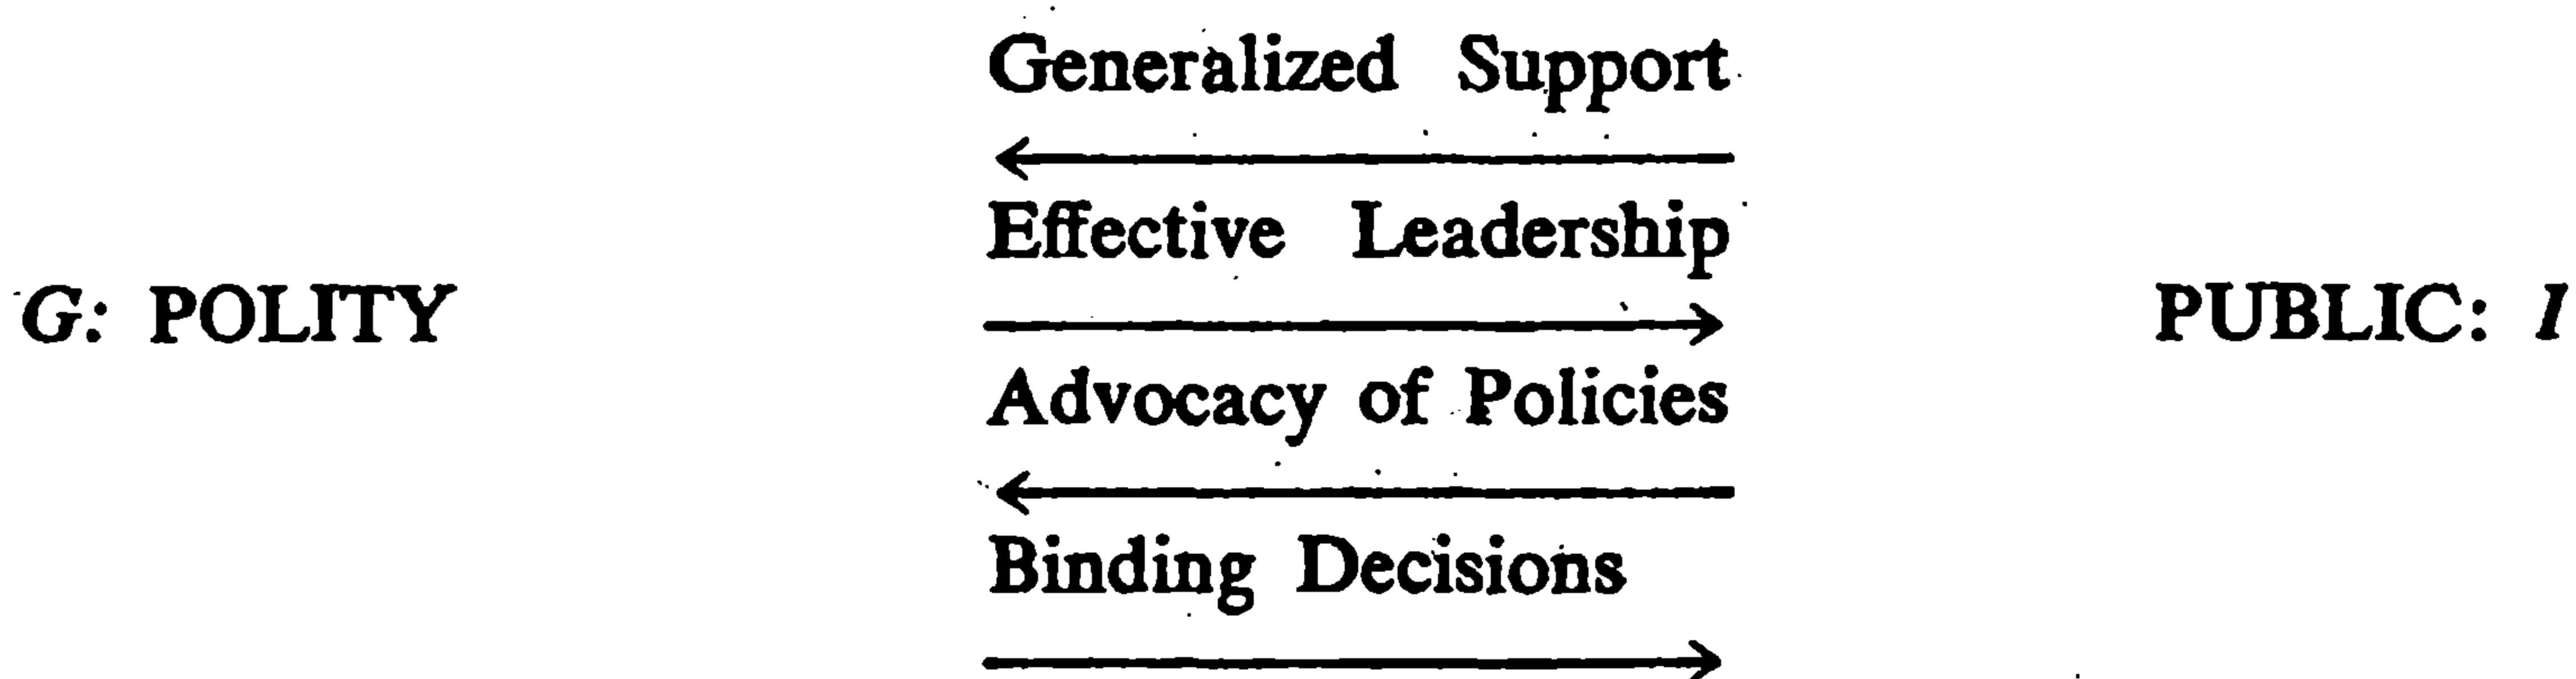 Generalized Support
Effective Leadership
G: POLITY PUBLIC: I
Advocacy of Policies
Binding Decisions